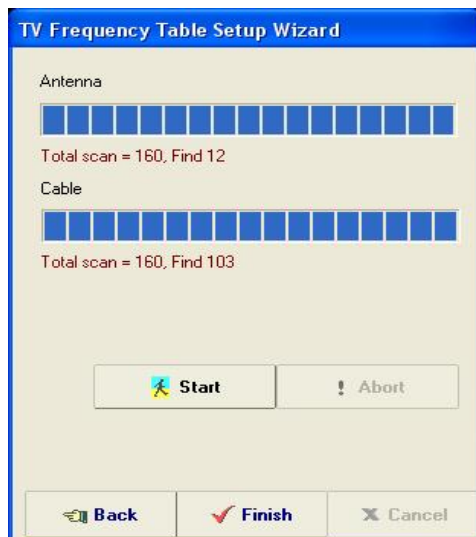 TV Frequency Table Setup Wizard
Antenna
Total scan = 160, Find 12
Cable
Total scan = 160, Find 103
Start ! Abort
Back Finish X Cancel